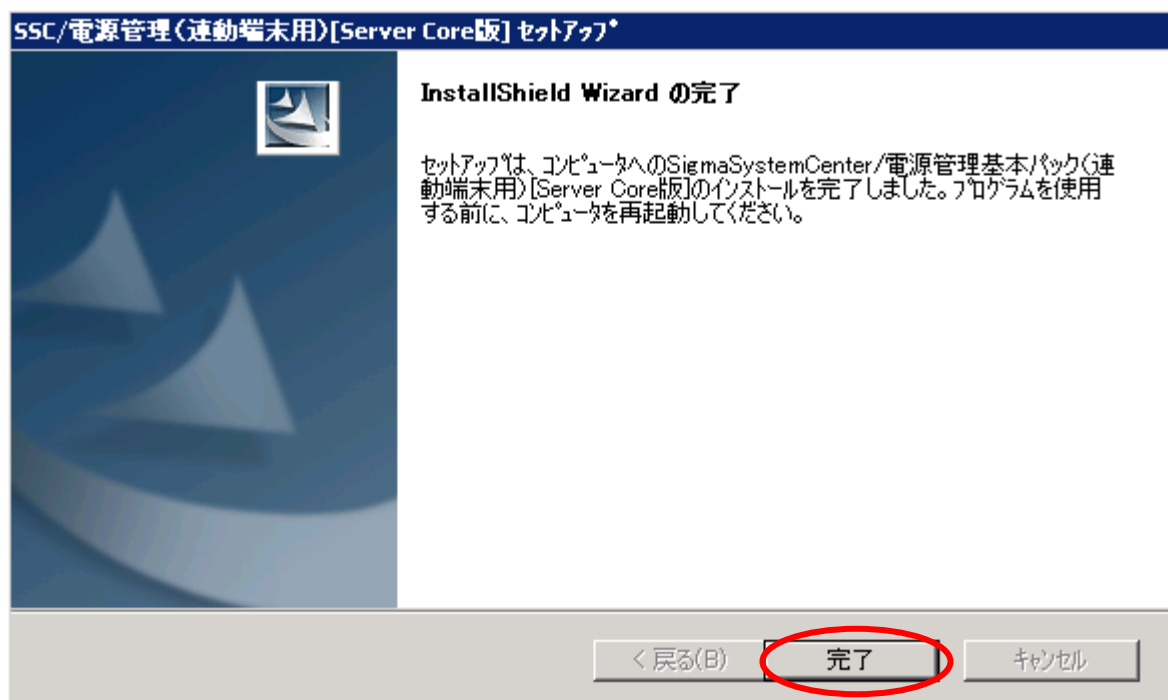 SSC/電源管理(連動端末用)[Server Core版] セットアップ
InstallShield Wizard の完了
セットアップは、コンピュータへのSigmaSystemCenter/電源管理基本パック(連
動端末用)[Server Core版]のインストールを完了しました。プログラムを使用
する前に、コンピュータを再起動してください。
< 戻る(B)
完了
キャンセル